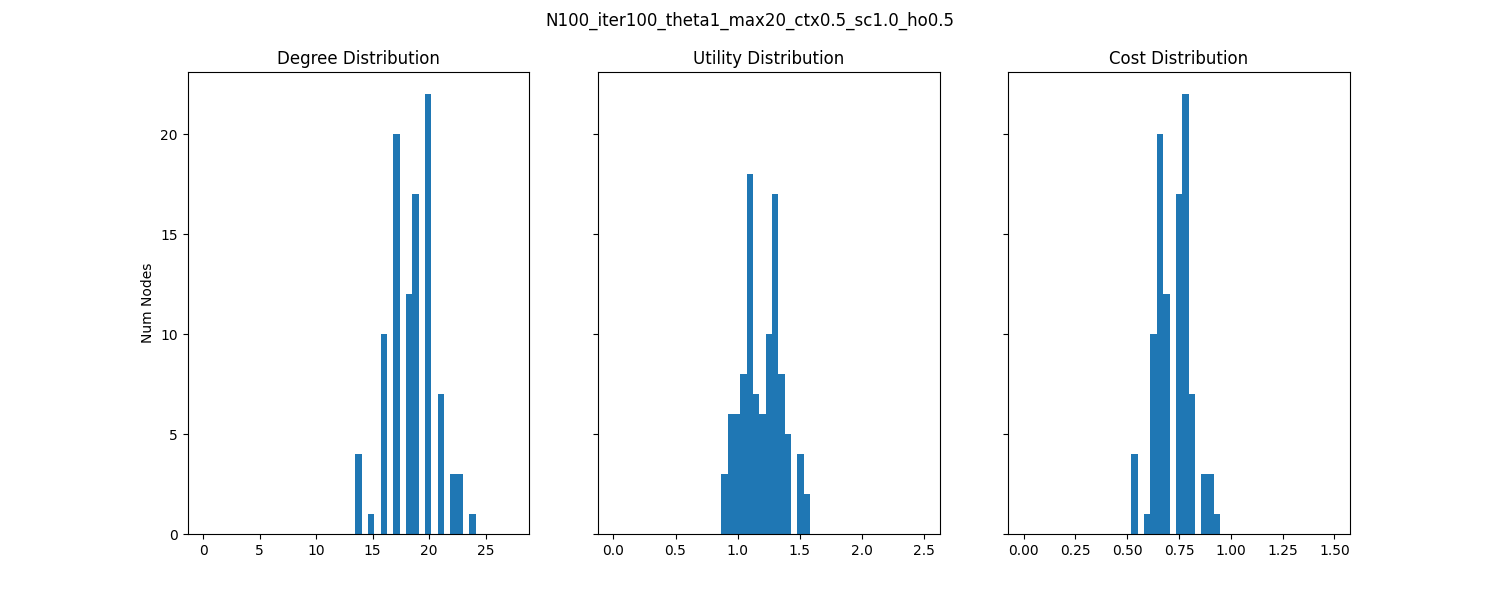 N100_iter100_theta1_max20_ctx0.5_sc1.0_ho0.5
Degree Distribution
Utility Distribution
Cost Distribution
Num Nodes
20
15
10
5
0
0 5 10 15 20 25
0.0 0.5 1.0 1.5 2.0 2.5
0.00 0.25 0.50 0.75 1.00 1.25 1.50